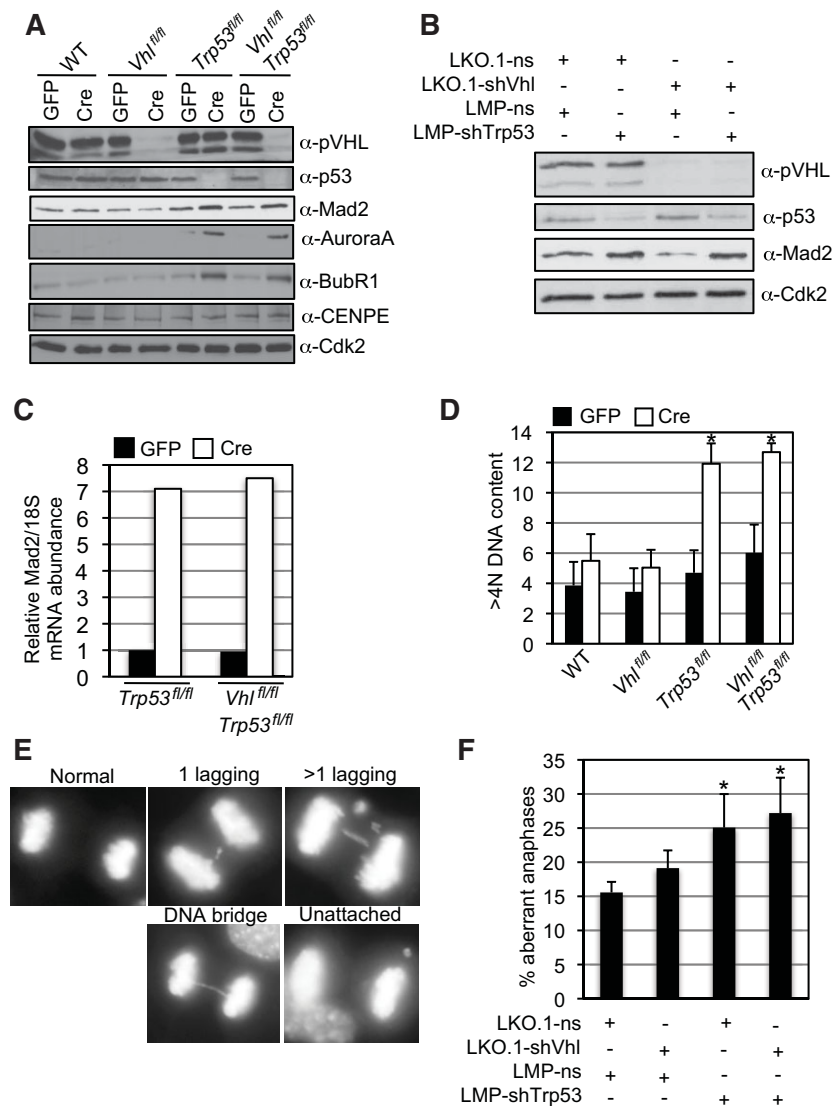 A
WT
Vhl fl/fl
Trp53 fl/fl
Vhl fl/fl
Trp53 fl/fl
GFP Cre GFP Cre GFP Cre GFP Cre
α-pVHL
α-p53
α-Mad2
α-AuroraA
α-BubR1
α-CENPE
α-Cdk2
B
LKO.1-ns + + - -
LKO.1-shVhl - - + +
LMP-ns + - + -
LMP-shTrp53 - + - +
α-pVHL
α-p53
α-Mad2
α-Cdk2
C
GFP Cre
Relative Mad2/18S
mRNA abundance
8
7
6
5
4
3
2
1
0
Trp53 fl/fl
Vhl fl/fl
Trp53 fl/fl
D
GFP Cre
>4N DNA content
14
12
10
8
6
4
2
0
* *
WT
Vhl fl/fl
Trp53 fl/fl
Vhl fl/fl
Trp53 fl/fl
E
Normal
1 lagging
>1 lagging
DNA bridge
Unattached
F
% aberrant anaphases
35
30
25
20
15
10
5
0
* *
LKO.1-ns + - + -
LKO.1-shVhl - + - +
LMP-ns + + - -
LMP-shTrp53 - - + +